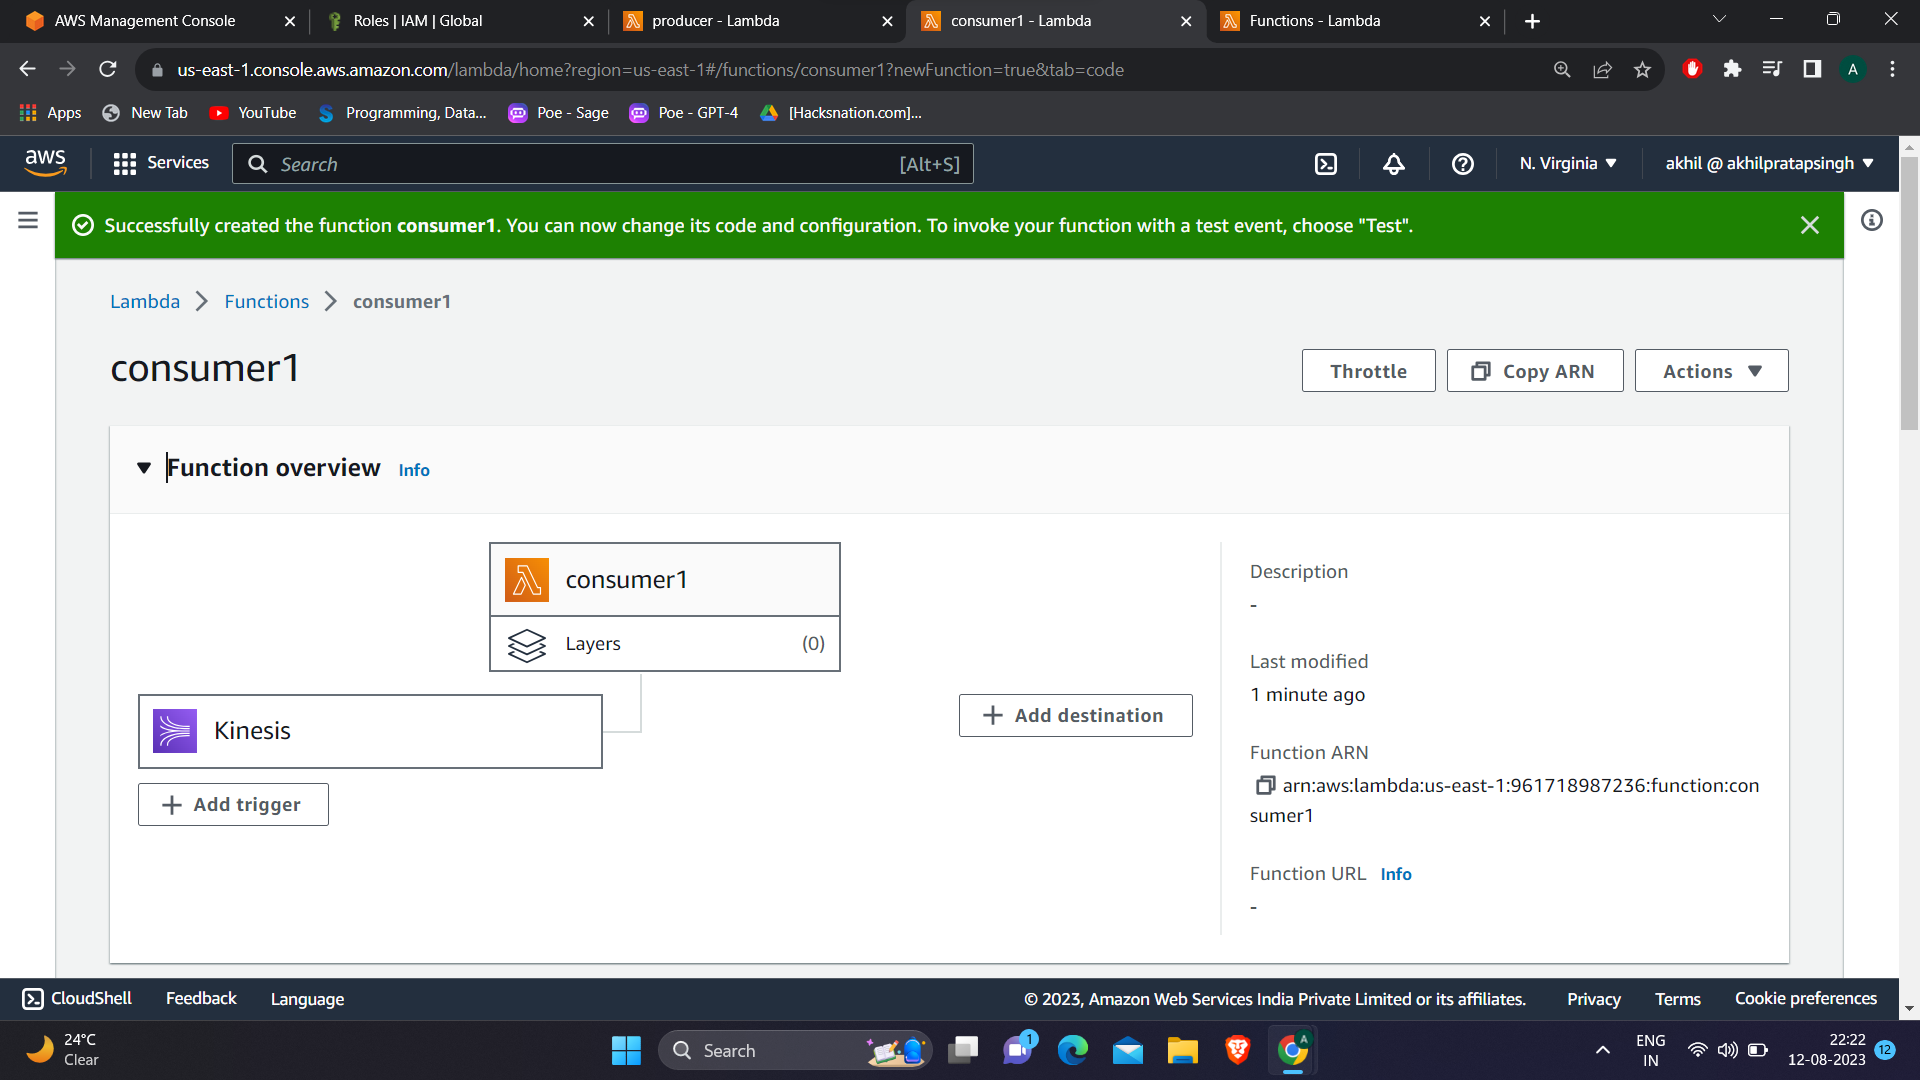 AWS Management Console
Roles | IAM | Global
producer - Lambda
consumer1 - Lambda
Functions - Lambda
us-east-1.console.aws.amazon.com/lambda/home?region=us-east-1#/functions/consumer1?newFunction=true&tab=code
A
Apps
New Tab
YouTube
Programming, Data...
Poe - Sage
Poe - GPT-4
[Hacksnation.com]...
aws
Services
Search
[Alt+S]
N. Virginia
akhil @ akhilpratapsingh
Successfully created the function consumer1. You can now change its code and configuration. To invoke your function with a test event, choose "Test".
Lambda
Functions
consumer1
consumer1
Throttle
Copy ARN
Actions
Function overview
Info
consumer1
Layers
(0)
Kinesis
+ Add trigger
+ Add destination
Description
-
Last modified
1 minute ago
Function ARN
arn:aws:lambda:us-east-1:961718987236:function:con
sumer1
Function URL
Info
-
CloudShell
Feedback
Language
© 2023, Amazon Web Services India Private Limited or its affiliates.
Privacy
Terms
Cookie preferences
24°C
Clear
Search
1
A
ENG
IN
22:22
12-08-2023
12